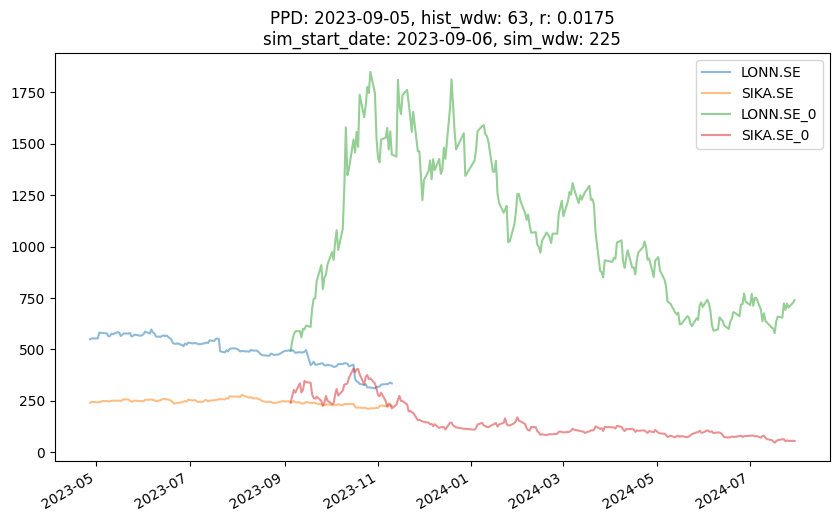 PPD: 2023-09-05, hist_wdw: 63, r: 0.0175
sim_start_date: 2023-09-06, sim_wdw: 225
LONN.SE
SIKA.SE
LONN.SE_0
SIKA.SE_0
1750
1500
1250
1000
750
500
250
0
2023-05
2023-07
2023-09
2023-11
2024-01
2024-03
2024-05
2024-07